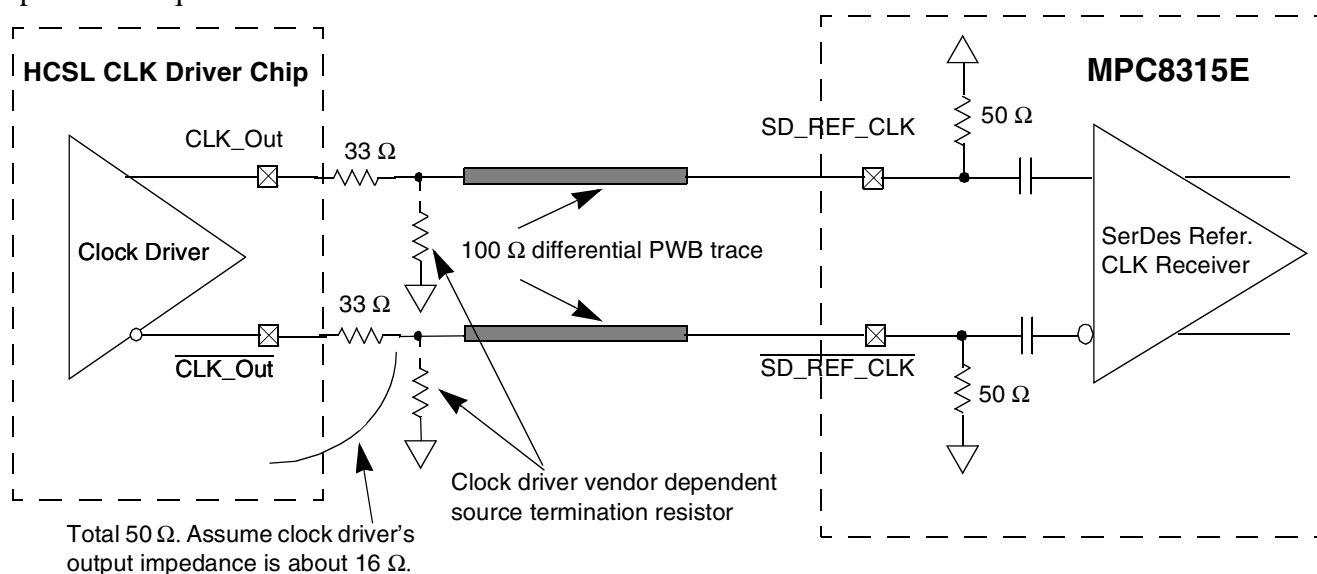 HCSL CLK Driver Chip
MPC8315E
CLK_Out
33 Ω
SD_REF_CLK
50 Ω
Clock Driver
100 Ω differential PWB trace
SerDes Refer.
CLK Receiver
33 Ω
CLK_Out
SD_REF_CLK
50 Ω
Clock driver vendor dependent
source termination resistor
Total 50 Ω. Assume clock driver's
output impedance is about 16 Ω.